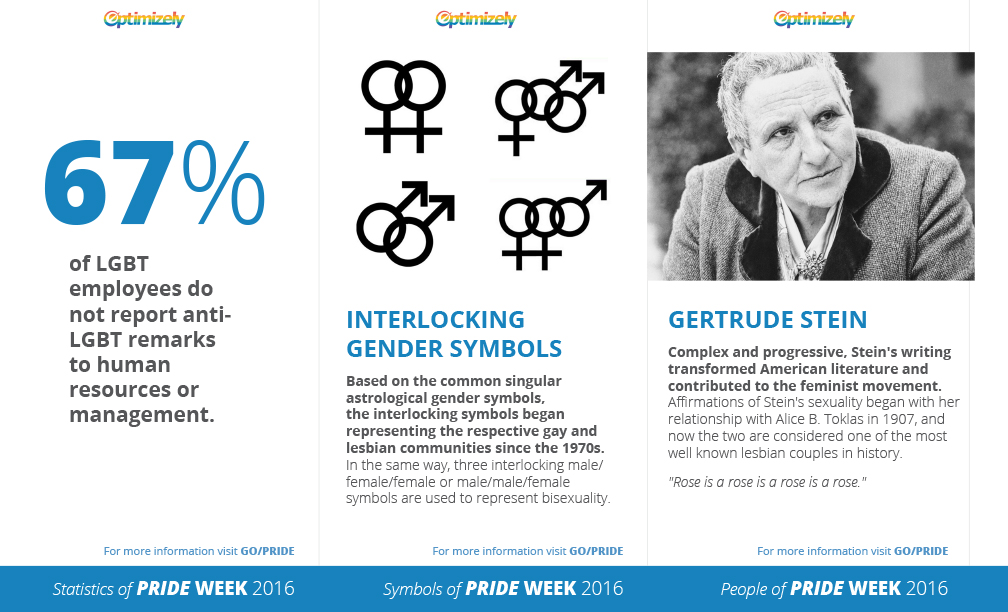 Optimizely
67%
of LGBT
employees do
not report anti-
LGBT remarks
to human
resources or
management.
For more information visit GO/PRIDE
Statistics of PRIDE WEEK 2016
Optimizely
INTERLOCKING
GENDER SYMBOLS
Based on the common singular
astrological gender symbols,
the interlocking symbols began
representing the respective gay and
lesbian communities since the 1970s.
In the same way, three interlocking male/
female/female or male/male/female
symbols are used to represent bisexuality.
For more information visit GO/PRIDE
Symbols of PRIDE WEEK 2016
Optimizely
GERTRUDE STEIN
Complex and progressive, Stein's writing
transformed American literature and
contributed to the feminist movement.
Affirmations of Stein's sexuality began with her
relationship with Alice B. Toklas in 1907, and
now the two are considered one of the most
well known lesbian couples in history.
"Rose is a rose is a rose is a rose."
For more information visit GO/PRIDE
People of PRIDE WEEK 2016